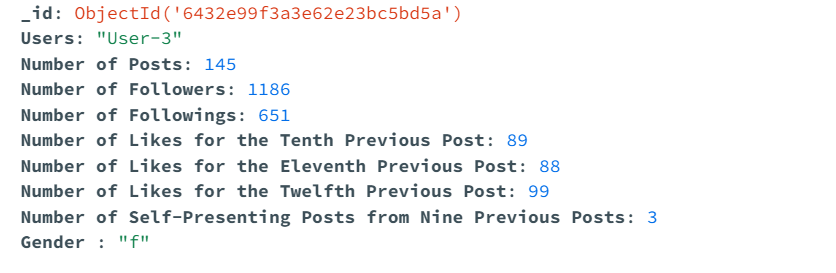 _id: ObjectId('6432e99f3a3e62e23bc5bd5a')
Users: "User-3"
Number of Posts: 145
Number of Followers: 1186
Number of Followings: 651
Number of Likes for the Tenth Previous Post: 89
Number of Likes for the Eleventh Previous Post: 88
Number of Likes for the Twelfth Previous Post: 99
Number of Self-Presenting Posts from Nine Previous Posts: 3
Gender : "f"